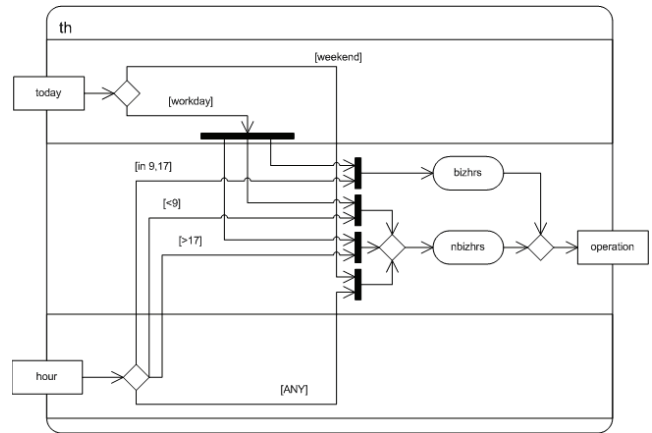 th
[weekend]
today
[workday]
[in 9,17]
bizhrs
[<9]
[>17]
nbizhrs
operation
hour
[ANY]